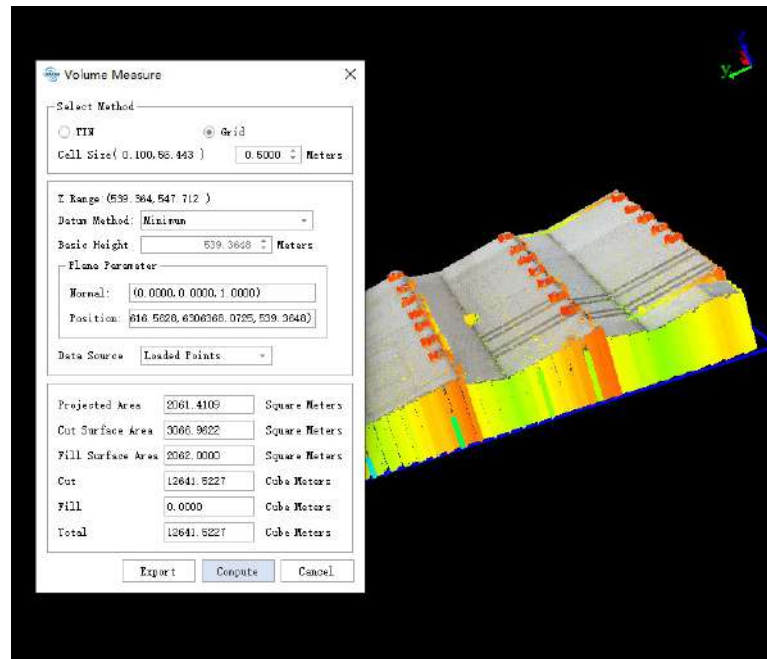 Volume Measure
Select Method
TIN
Grid
Cell Size( 0.100,55.443 )
0.5000
Meters
Z Range (539.364,547.712 )
Datum Method:
Minimum
Basic Height
539.3648
Meters
Plane Parameter
Normal:
(0.0000,0.0000,1.0000)
Position:
616.5828,6306368.0725,539.3648)
Data Source
Loaded Points
Projected Area
2061.4109
Square Meters
Cut Surface Area
3066.9622
Square Meters
Fill Surface Area
2062.0000
Square Meters
Cut
12641.5227
Cube Meters
Fill
0.0000
Cube Meters
Total
12641.5227
Cube Meters
Export
Compute
Cancel
y